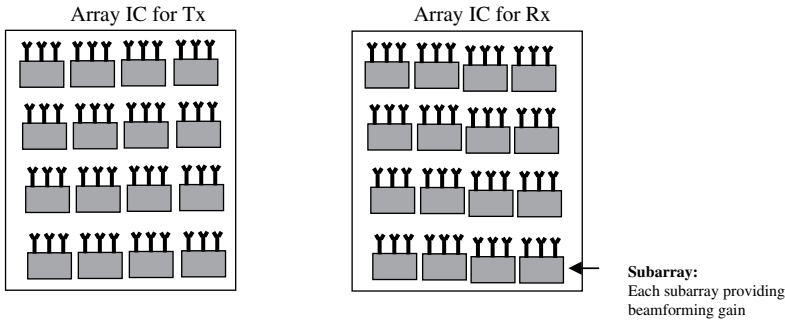 Array IC for Tx
Array IC for Rx
Subarray:
Each subarray providing
beamforming gain